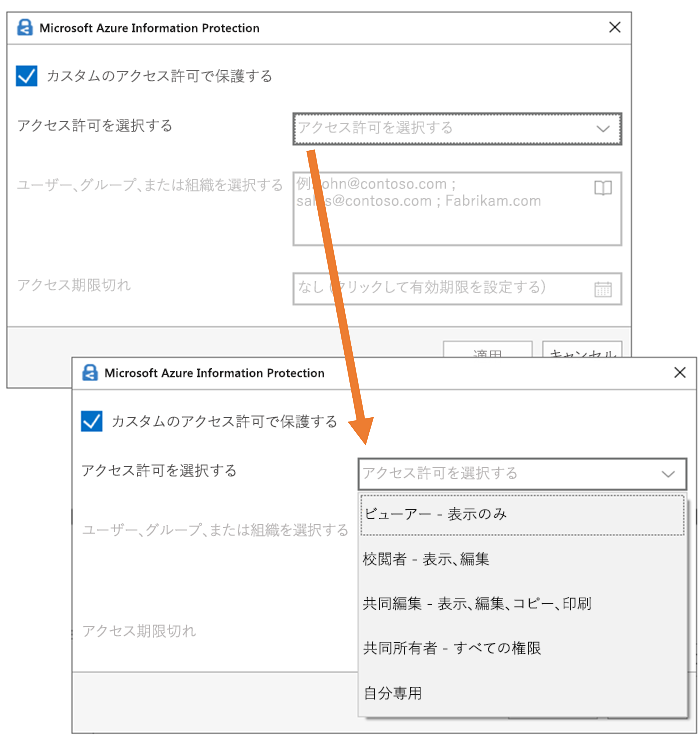 Microsoft Azure Information Protection
カスタムのアクセス許可で保護する
アクセス許可を選択する
アクセス許可を選択する
ユーザー、グループ、または組織を選択する
例: john@contoso.com ;
sales@contoso.com ; Fabrikam.com
アクセス期限切れ
なし (クリックして有効期限を設定する)
適用
キャンセル
Microsoft Azure Information Protection
カスタムのアクセス許可で保護する
アクセス許可を選択する
アクセス許可を選択する
ビューアー - 表示のみ
ユーザー、グループ、または組織を選択する
校閲者 - 表示、編集
共同編集 - 表示、編集、コピー、印刷
アクセス期限切れ
共同所有者 - すべての権限
自分専用